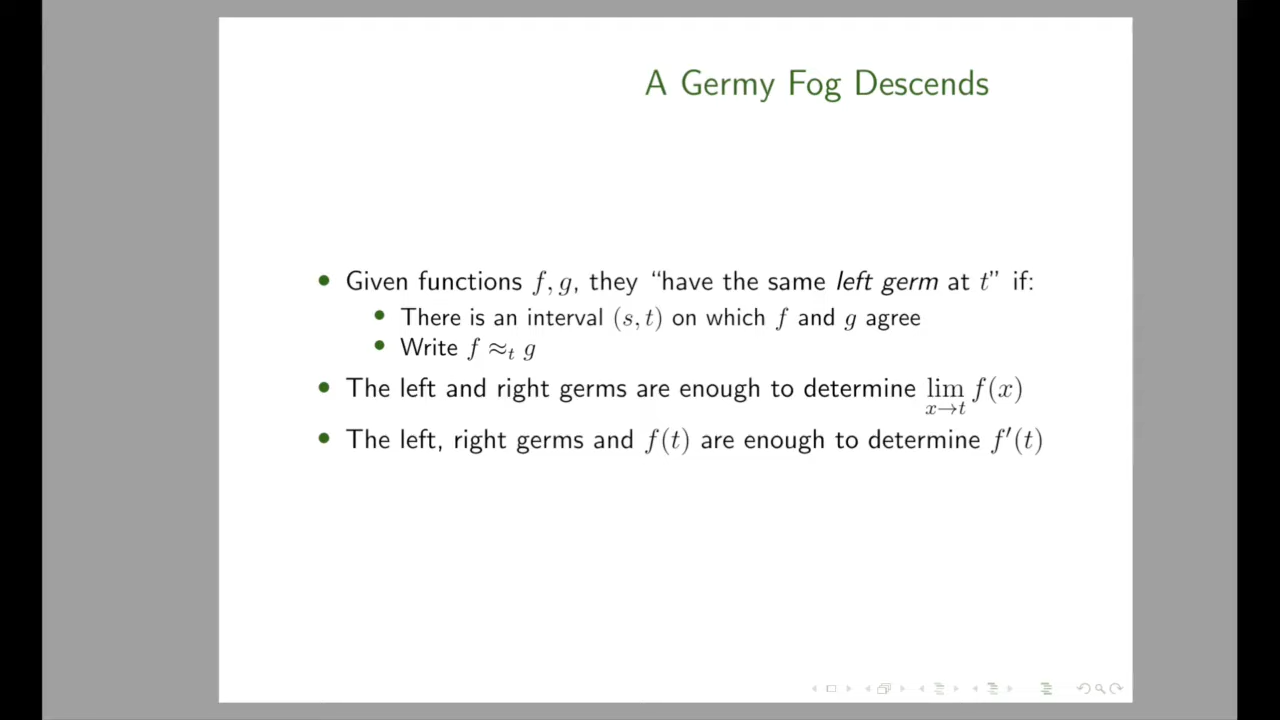 A Germy Fog Descends
• Given functions f, g, they “have the same left germ at t” if:
• There is an interval (s, t) on which f and g agree
• Write f ≈ₜ g
• The left and right germs are enough to determine lim f(x)
x→t
• The left, right germs and f(t) are enough to determine f′(t)